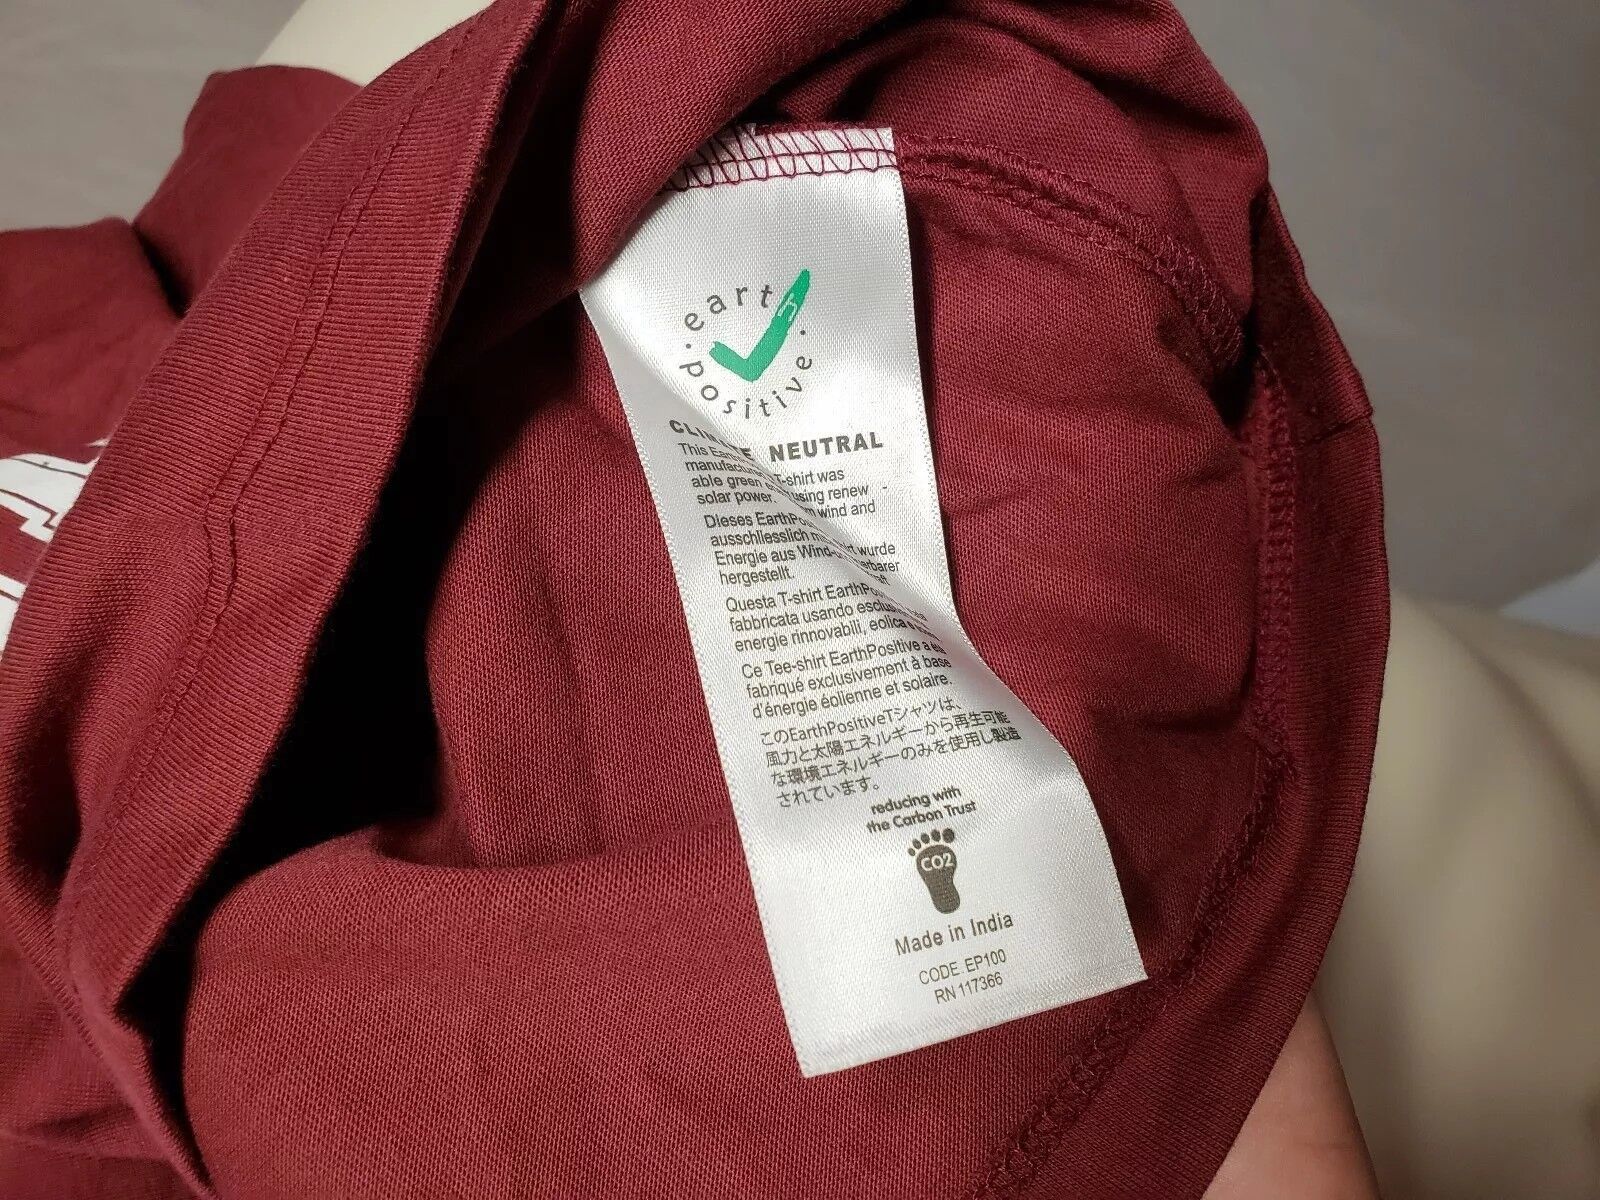 eart
positive
NEUTRAL
This T-shirt was
using renew -
able green wind and
solar power.
Dieses
ausschliesslich wurde
Energie aus
hergestellt.
Questa T-shirt
fabbricata usando
energie rinnovabili, eolica e
Ce Tee-shirt EarthPositive a
fabriqué exclusivement à base
d'énergie éolienne et solaire.
このEarthPositiveTシャツは、
風力と太陽エネルギーから再生可能
な環境エネルギーのみを使用し製造
されています。
reducing with
the Carbon Trust
CO2
Made in India
CODE EP100
RN 117366